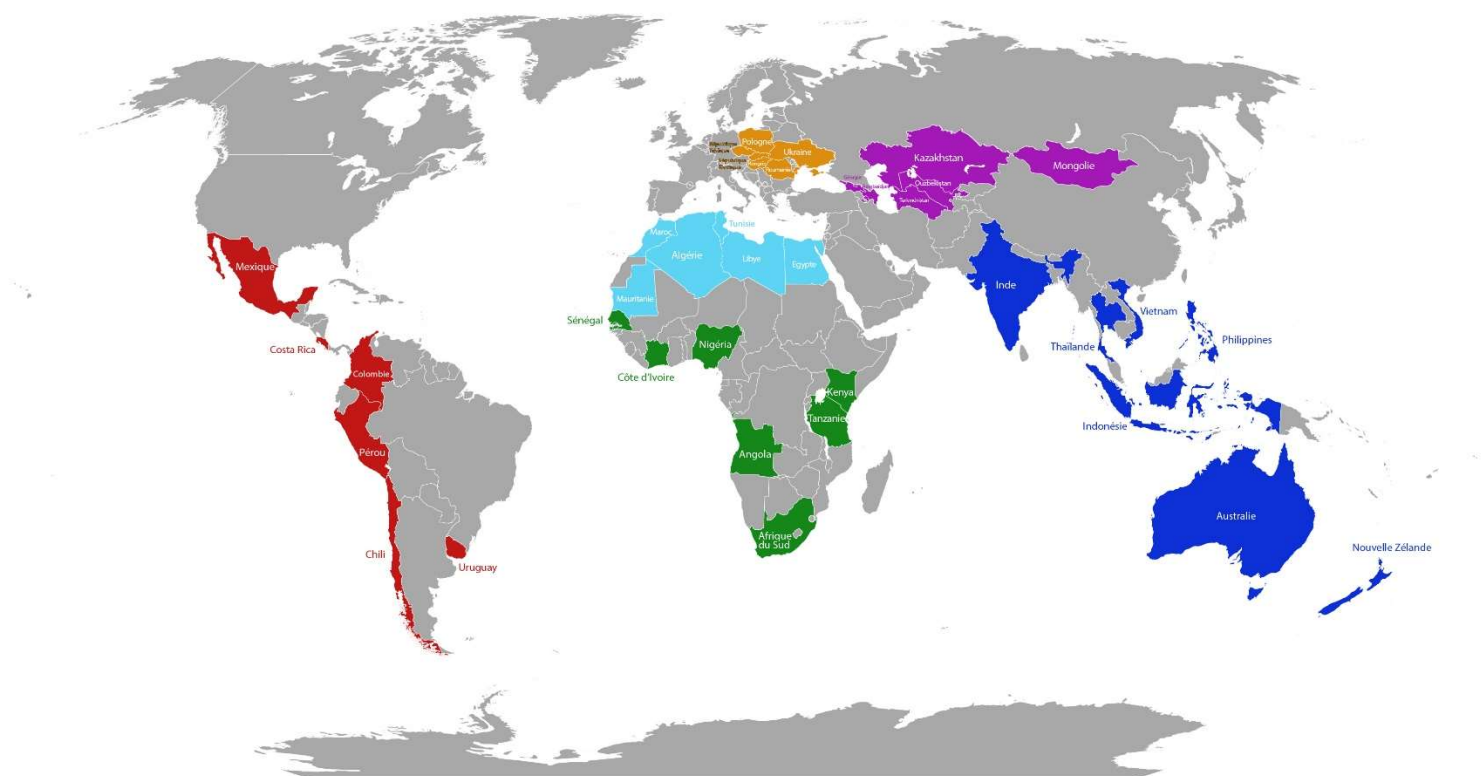 Pologne
Ukraine
Roumanie
Kazakhstan
Mongolie
Ouzbékistan
Tunisie
Maroc
Algérie
Libye
Egypte
Mauritanie
Mexique
Inde
Sénégal
Vietnam
Nigéria
Thaïlande
Philippines
Costa Rica
Colombie
Côte d'Ivoire
Kenya
Tanzanie
Indonésie
Pérou
Angola
Australie
Afrique
du Sud
Chili
Uruguay
Nouvelle Zélande